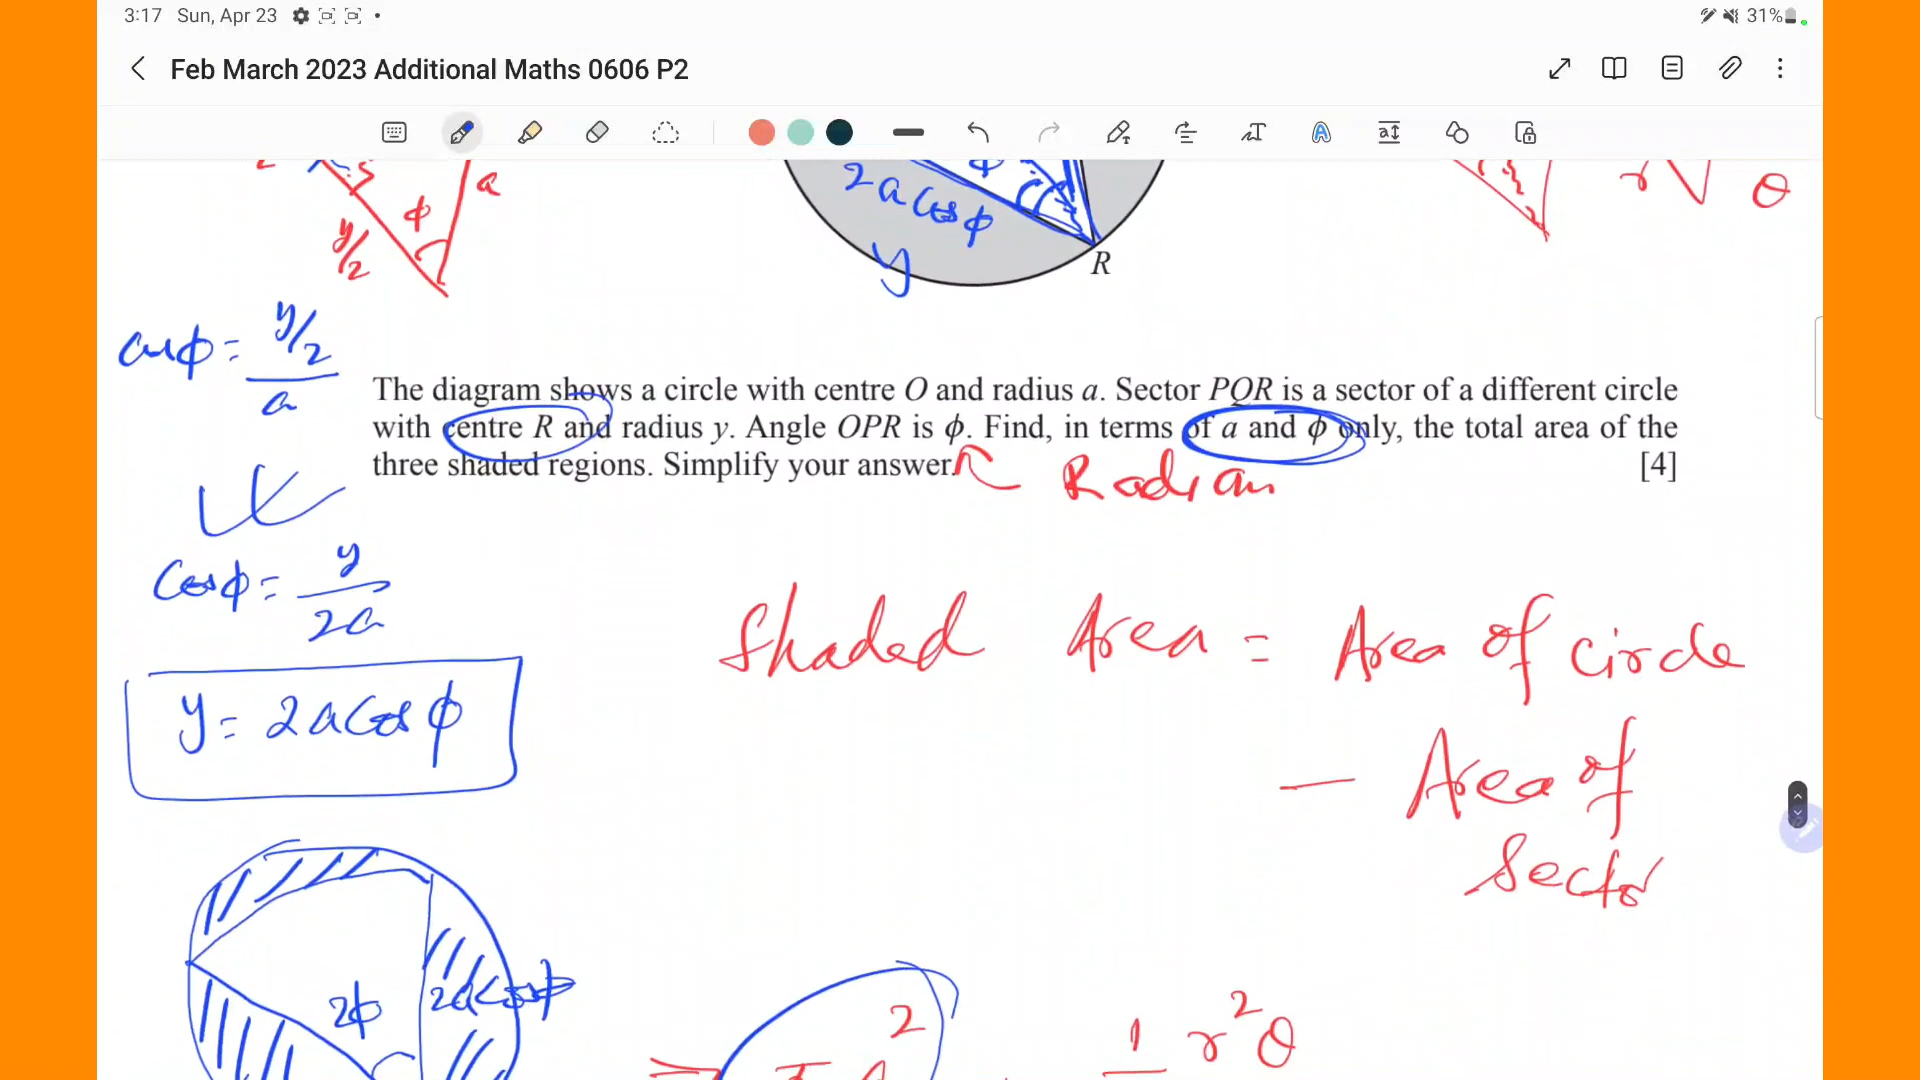 3:17 Sun, Apr 23
31%
Feb March 2023 Additional Maths 0606 P2
a
ϕ
y/2
2a cos ϕ
ϕ
y
R
r
θ
cos ϕ = y/2 / a
The diagram shows a circle with centre O and radius a. Sector PQR is a sector of a different circle
with centre R and radius y. Angle OPR is ϕ. Find, in terms of a and ϕ only, the total area of the
three shaded regions. Simplify your answer. [4]
Radian
Cos ϕ = y / 2a
Shaded Area = Area of circle
y = 2a Cos ϕ
— Area of
Sector
2ϕ
2a cos ϕ
2
1 r² θ